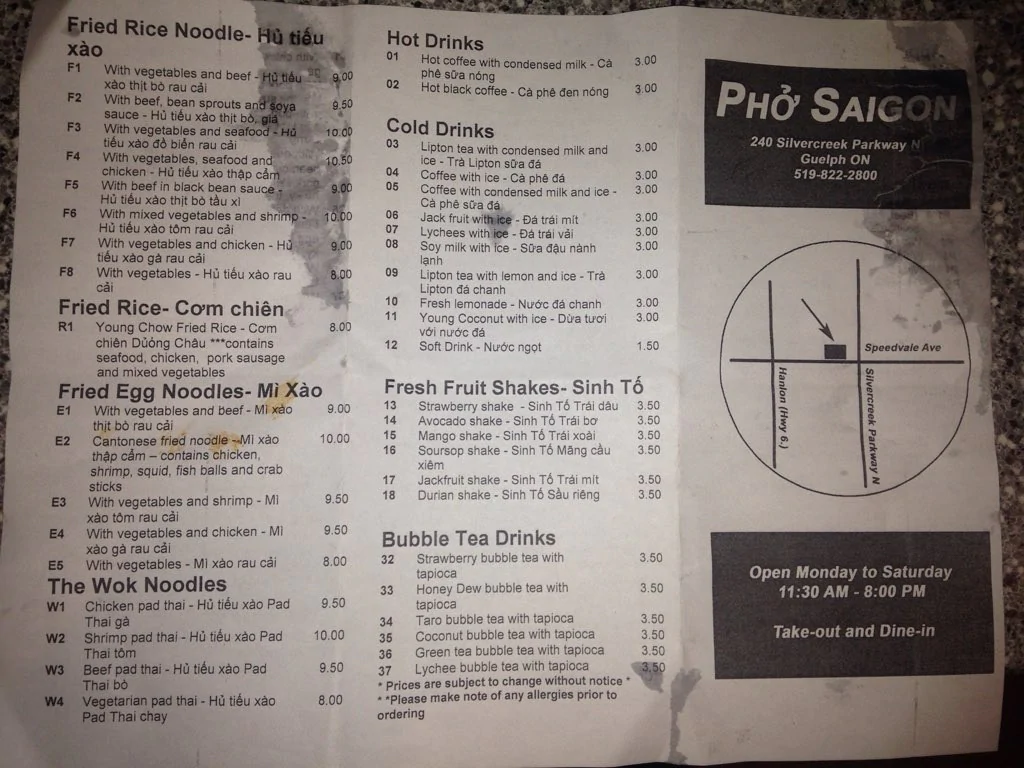 Fried Rice Noodle- Hủ tiếu
xào
F1 With vegetables and beef - Hủ tiếu 9.00
xào thịt bò rau cải
F2 With beef, bean sprouts and soya 9.50
sauce - Hủ tiếu xào thịt bò, giá
F3 With vegetables and seafood - Hủ 10.00
tiếu xào đồ biển rau cải
F4 With vegetables, seafood and 10.50
chicken - Hủ tiếu xào thập cẩm
F5 With beef in black bean sauce - 9.00
Hủ tiếu xào thịt bò tầu xì
F6 With mixed vegetables and shrimp - 10.00
Hủ tiếu xào tôm rau cải
F7 With vegetables and chicken - Hủ 9.00
tiếu xào gà rau cải
F8 With vegetables - Hủ tiếu xào rau 8.00
cải
Fried Rice- Cơm chiên
R1 Young Chow Fried Rice - Cơm 8.00
chiên Dủỏng Châu ***contains
seafood, chicken, pork sausage
and mixed vegetables
Fried Egg Noodles- Mì Xào
E1 With vegetables and beef - Mì xào 9.00
thịt bò rau cải
E2 Cantonese fried noodle - Mì xào 10.00
thập cẩm – contains chicken,
shrimp, squid, fish balls and crab
sticks
E3 With vegetables and shrimp - Mì 9.50
xào tôm rau cải
E4 With vegetables and chicken - Mì 9.50
xào gà rau cải
E5 With vegetables - Mì xào rau cải 8.00
The Wok Noodles
W1 Chicken pad thai - Hủ tiếu xào Pad 9.50
Thai gà
W2 Shrimp pad thai - Hủ tiếu xào Pad 10.00
Thai tôm
W3 Beef pad thai - Hủ tiếu xào Pad 9.50
Thai bò
W4 Vegetarian pad thai - Hủ tiếu xào 8.00
Pad Thai chay
Hot Drinks
01 Hot coffee with condensed milk - Cà 3.00
phê sữa nóng
02 Hot black coffee - Cà phê đen nóng 3.00
Cold Drinks
03 Lipton tea with condensed milk and 3.00
ice - Trà Lipton sữa đá
04 Coffee with ice - Cà phê đá 3.00
05 Coffee with condensed milk and ice - 3.00
Cà phê sữa đá
06 Jack fruit with ice - Đá trái mít 3.00
07 Lychees with ice - Đá trái vải 3.00
08 Soy milk with ice - Sữa đậu nành 3.00
lạnh
09 Lipton tea with lemon and ice - Trà 3.00
Lipton đá chanh
10 Fresh lemonade - Nước đá chanh 3.00
11 Young Coconut with ice - Dừa tươi 3.00
với nước đá
12 Soft Drink - Nước ngọt 1.50
Fresh Fruit Shakes- Sinh Tố
13 Strawberry shake - Sinh Tố Trái dâu 3.50
14 Avocado shake - Sinh Tố Trái bơ 3.50
15 Mango shake - Sinh Tố Trái xoài 3.50
16 Soursop shake - Sinh Tố Măng cầu 3.50
xiêm
17 Jackfruit shake - Sinh Tố Trái mít 3.50
18 Durian shake - Sinh Tố Sầu riêng 3.50
Bubble Tea Drinks
32 Strawberry bubble tea with 3.50
tapioca
33 Honey Dew bubble tea with 3.50
tapioca
34 Taro bubble tea with tapioca 3.50
35 Coconut bubble tea with tapioca 3.50
36 Green tea bubble tea with tapioca 3.50
37 Lychee bubble tea with tapioca 3.50
* Prices are subject to change without notice *
* *Please make note of any allergies prior to
ordering
PHỞ SAIGON
240 Silvercreek Parkway N
Guelph ON
519-822-2800
Speedvale Ave
Hanlon (Hwy 6.)
Silvercreek Parkway N
Open Monday to Saturday
11:30 AM - 8:00 PM
Take-out and Dine-in